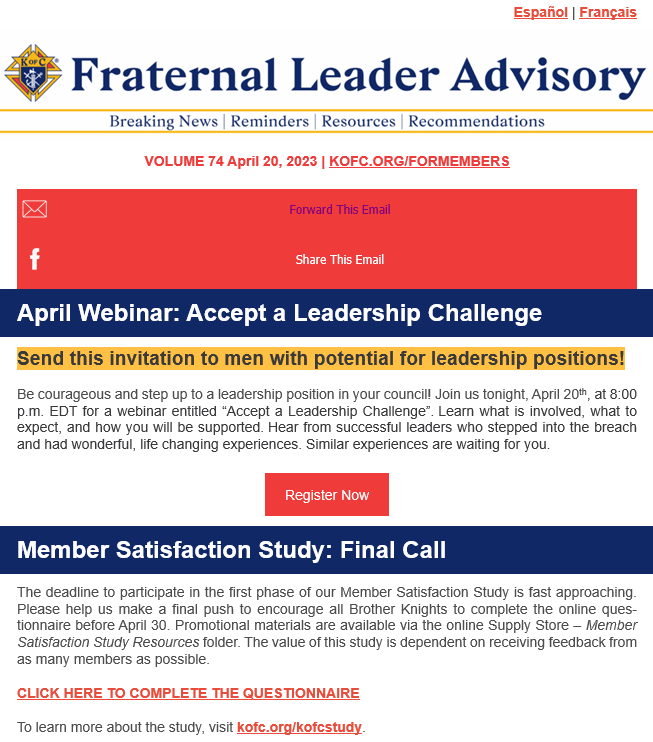 Español | Français
K OF C
Fraternal Leader Advisory
Breaking News | Reminders | Resources | Recommendations
VOLUME 74 April 20, 2023 | KOFC.ORG/FORMEMBERS
Forward This Email
f
Share This Email
April Webinar: Accept a Leadership Challenge
Send this invitation to men with potential for leadership positions!
Be courageous and step up to a leadership position in your council! Join us tonight, April 20th, at 8:00
p.m. EDT for a webinar entitled “Accept a Leadership Challenge”. Learn what is involved, what to
expect, and how you will be supported. Hear from successful leaders who stepped into the breach
and had wonderful, life changing experiences. Similar experiences are waiting for you.
Register Now
Member Satisfaction Study: Final Call
The deadline to participate in the first phase of our Member Satisfaction Study is fast approaching.
Please help us make a final push to encourage all Brother Knights to complete the online ques-
tionnaire before April 30. Promotional materials are available via the online Supply Store – Member
Satisfaction Study Resources folder. The value of this study is dependent on receiving feedback from
as many members as possible.
CLICK HERE TO COMPLETE THE QUESTIONNAIRE
To learn more about the study, visit kofc.org/kofcstudy.